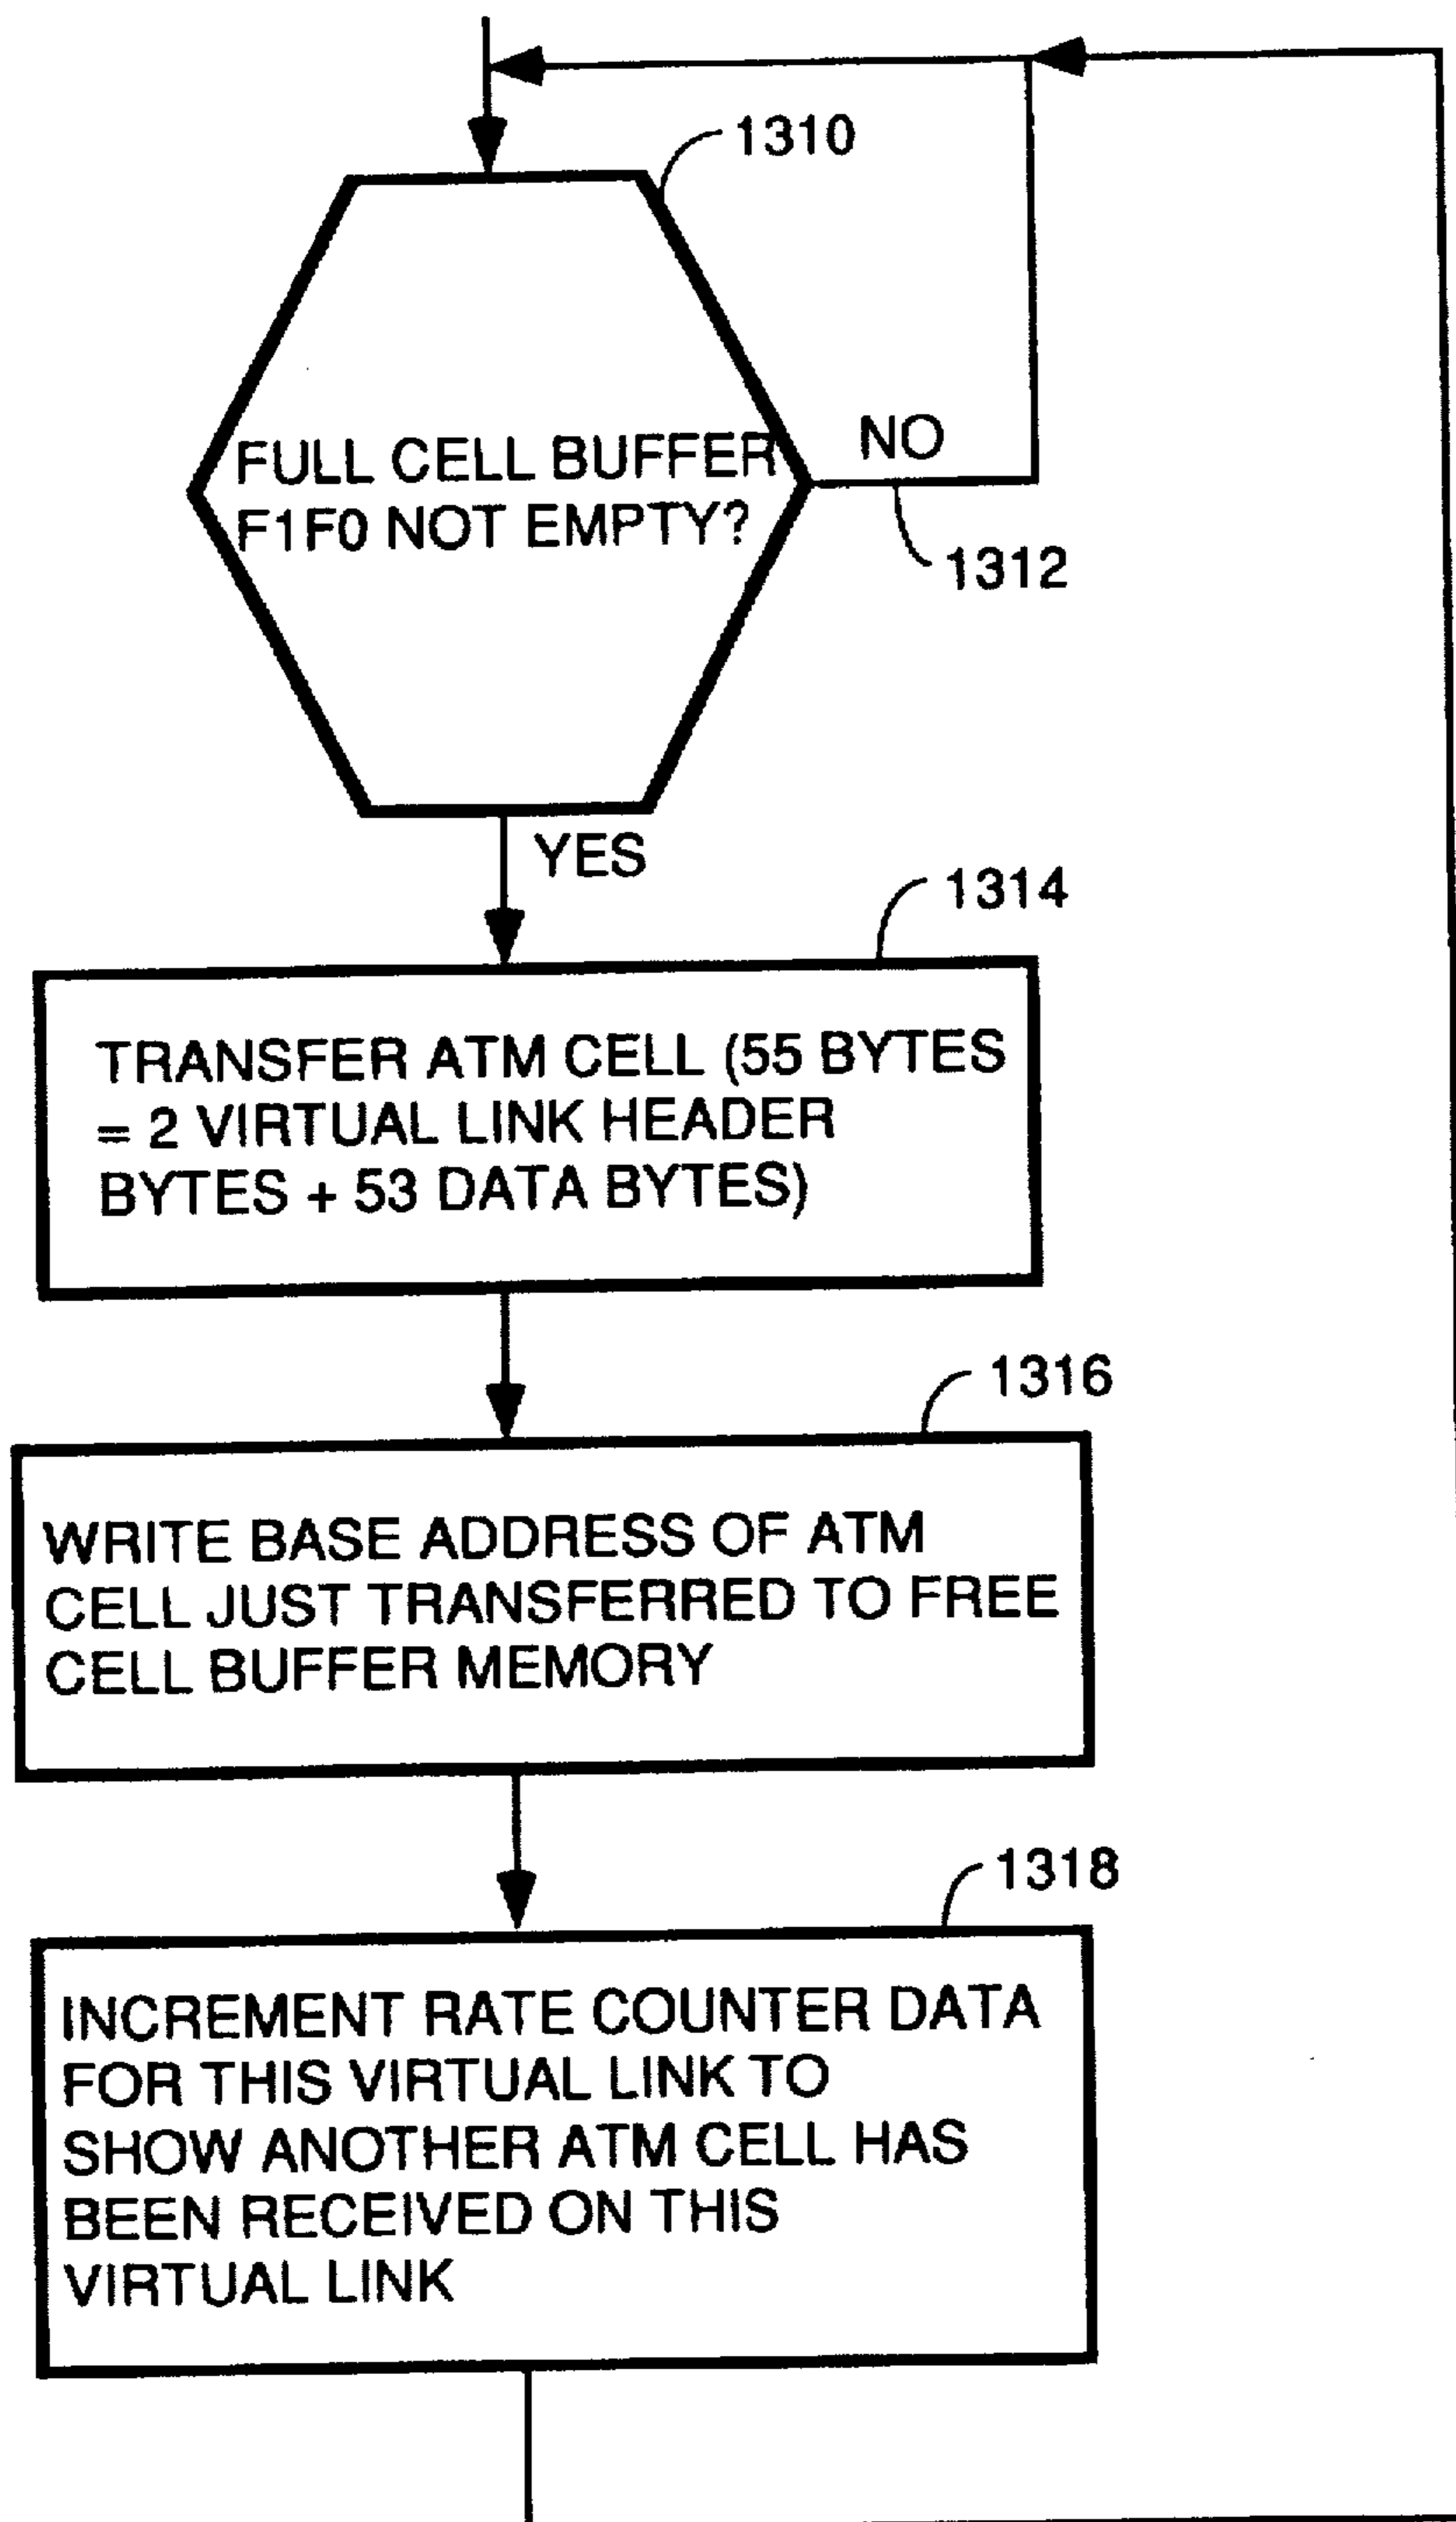 1310
FULL CELL BUFFER
F1F0 NOT EMPTY?
NO
1312
YES
1314
TRANSFER ATM CELL (55 BYTES
= 2 VIRTUAL LINK HEADER
BYTES + 53 DATA BYTES)
1316
WRITE BASE ADDRESS OF ATM
CELL JUST TRANSFERRED TO FREE
CELL BUFFER MEMORY
1318
INCREMENT RATE COUNTER DATA
FOR THIS VIRTUAL LINK TO
SHOW ANOTHER ATM CELL HAS
BEEN RECEIVED ON THIS
VIRTUAL LINK